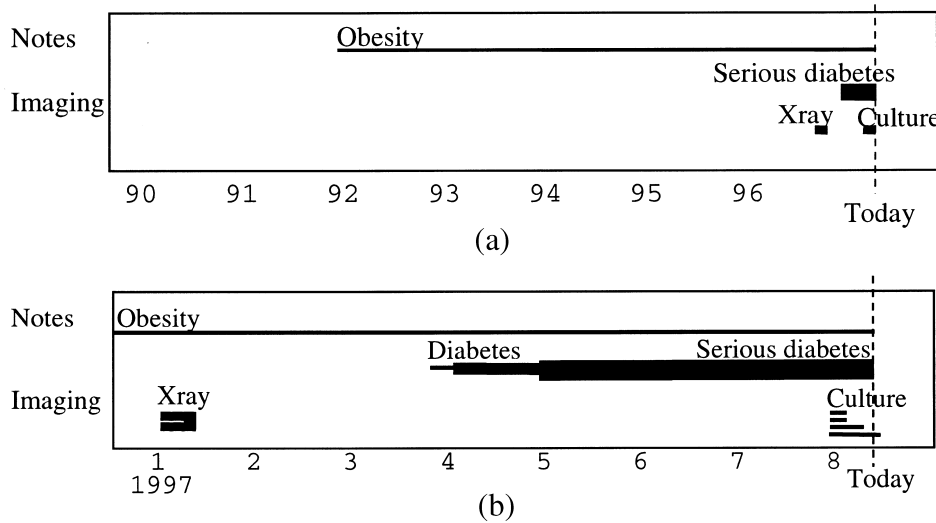 Notes
Obesity
Serious diabetes
Imaging
Xray
Culture
90 91 92 93 94 95 96
Today
(a)
Notes
Obesity
Diabetes
Serious diabetes
Imaging
Xray
Culture
1 2 3 4 5 6 7 8
1997
Today
(b)